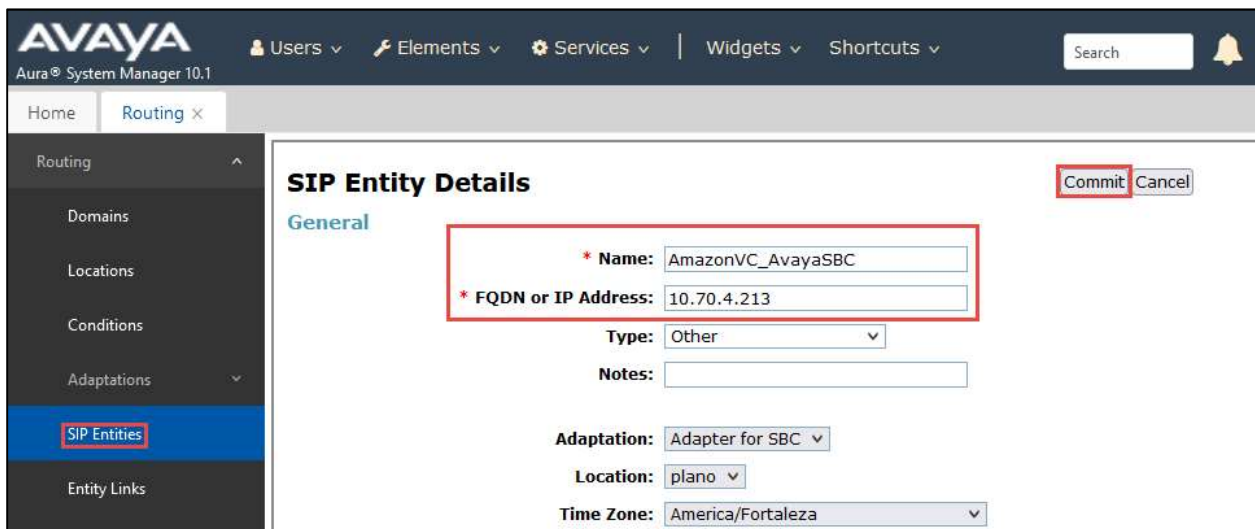 AVAYA
Aura® System Manager 10.1
Users Elements Services | Widgets Shortcuts Search
Home Routing ×
Routing
Domains
Locations
Conditions
Adaptations
SIP Entities
Entity Links
SIP Entity Details
Commit Cancel
General
* Name: AmazonVC_AvayaSBC
* FQDN or IP Address: 10.70.4.213
Type: Other
Notes:
Adaptation: Adapter for SBC
Location: plano
Time Zone: America/Fortaleza